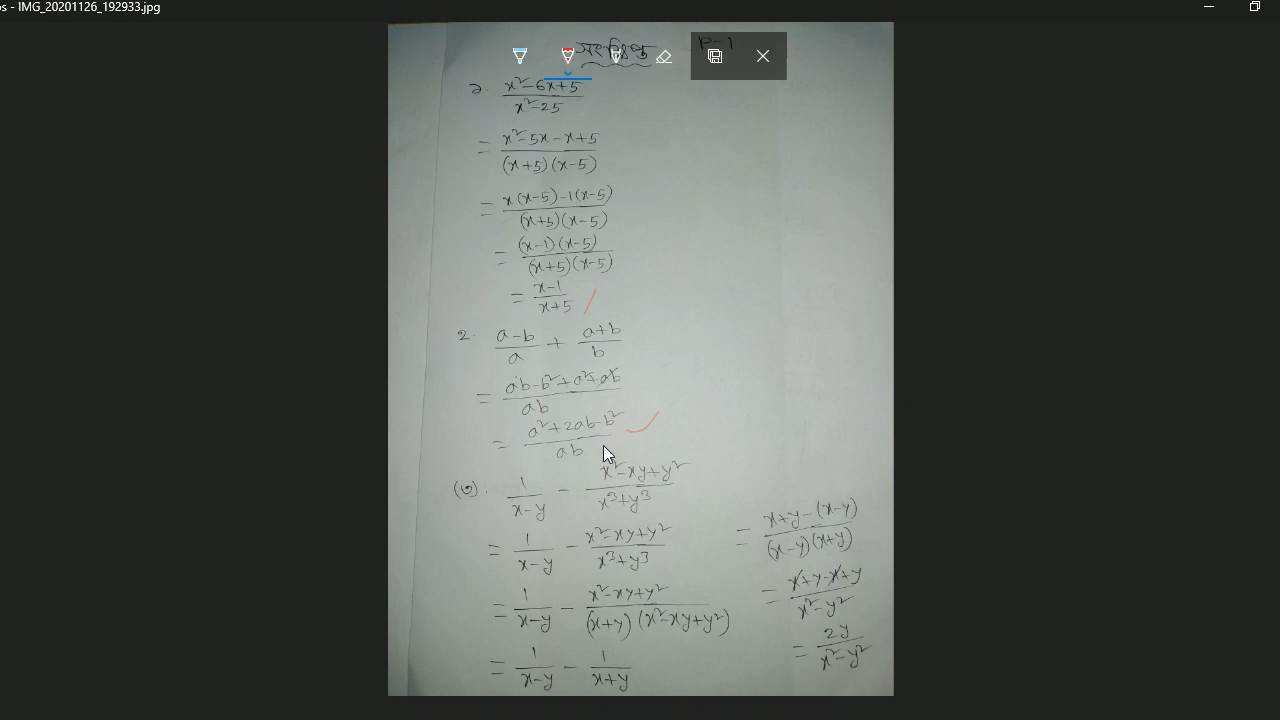 os - IMG_20201126_192933.jpg
P-1
১. x²-6x+5 / x²-25
= x²-5x-x+5 / (x+5)(x-5)
= x(x-5)-1(x-5) / (x+5)(x-5)
= (x-1)(x-5) / (x+5)(x-5)
= x-1 / x+5
2. a-b / a + a+b / b
= ab-b²+a²+ab / ab
= a²+2ab-b² / ab
(৩). 1 / x-y - x²-xy+y² / x³+y³
= 1 / x-y - x²-xy+y² / x³+y³
= 1 / x-y - x²-xy+y² / (x+y)(x²-xy+y²)
= 1 / x-y - 1 / x+y
= x+y-(x-y) / (x-y)(x+y)
= x+y-x+y / x²-y²
= 2y / x²-y²